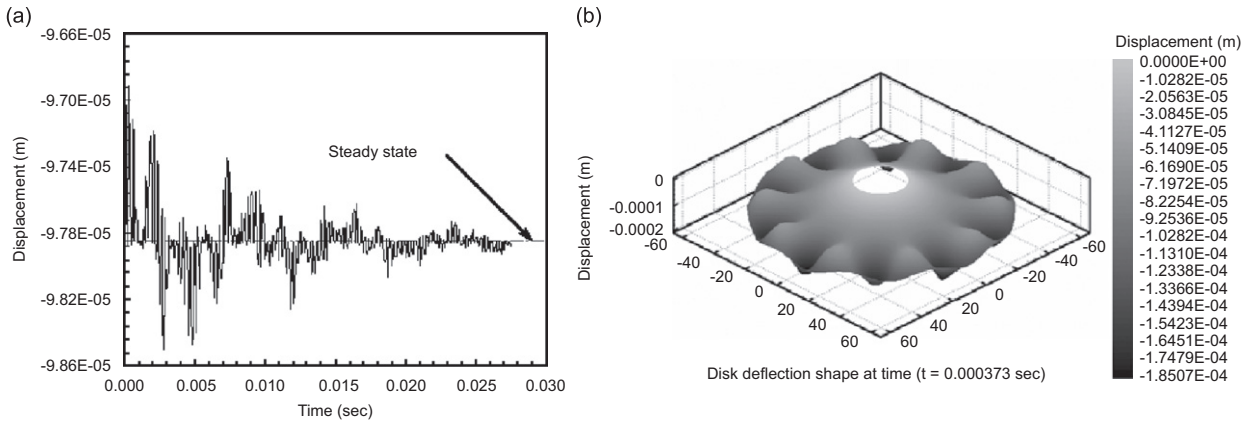 (a)
-9.66E-05
-9.70E-05
-9.74E-05
-9.78E-05
-9.82E-05
-9.86E-05
Displacement (m)
Steady state
0.000 0.005 0.010 0.015 0.020 0.025 0.030
Time (sec)
(b)
Displacement (m)
0
-0.0001
-0.0002
-60
-40
-20
0
20
40
60
-60
-40
-20
0
20
40
60
Disk deflection shape at time (t = 0.000373 sec)
Displacement (m)
0.0000E+00
-1.0282E-05
-2.0563E-05
-3.0845E-05
-4.1127E-05
-5.1409E-05
-6.1690E-05
-7.1972E-05
-8.2254E-05
-9.2536E-05
-1.0282E-04
-1.1310E-04
-1.2338E-04
-1.3366E-04
-1.4394E-04
-1.5423E-04
-1.6451E-04
-1.7479E-04
-1.8507E-04